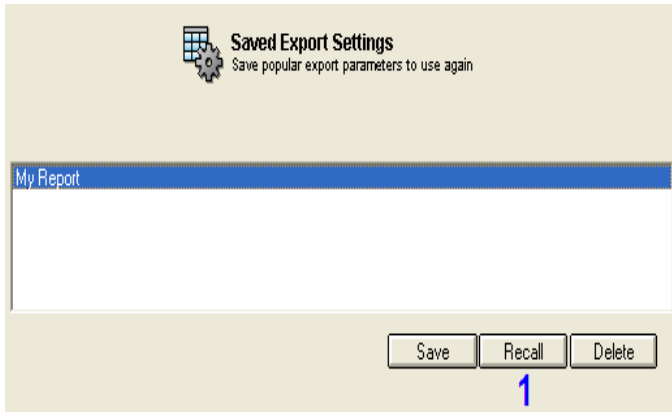 Saved Export Settings
Save popular export parameters to use again
My Report
Save Recall Delete
1